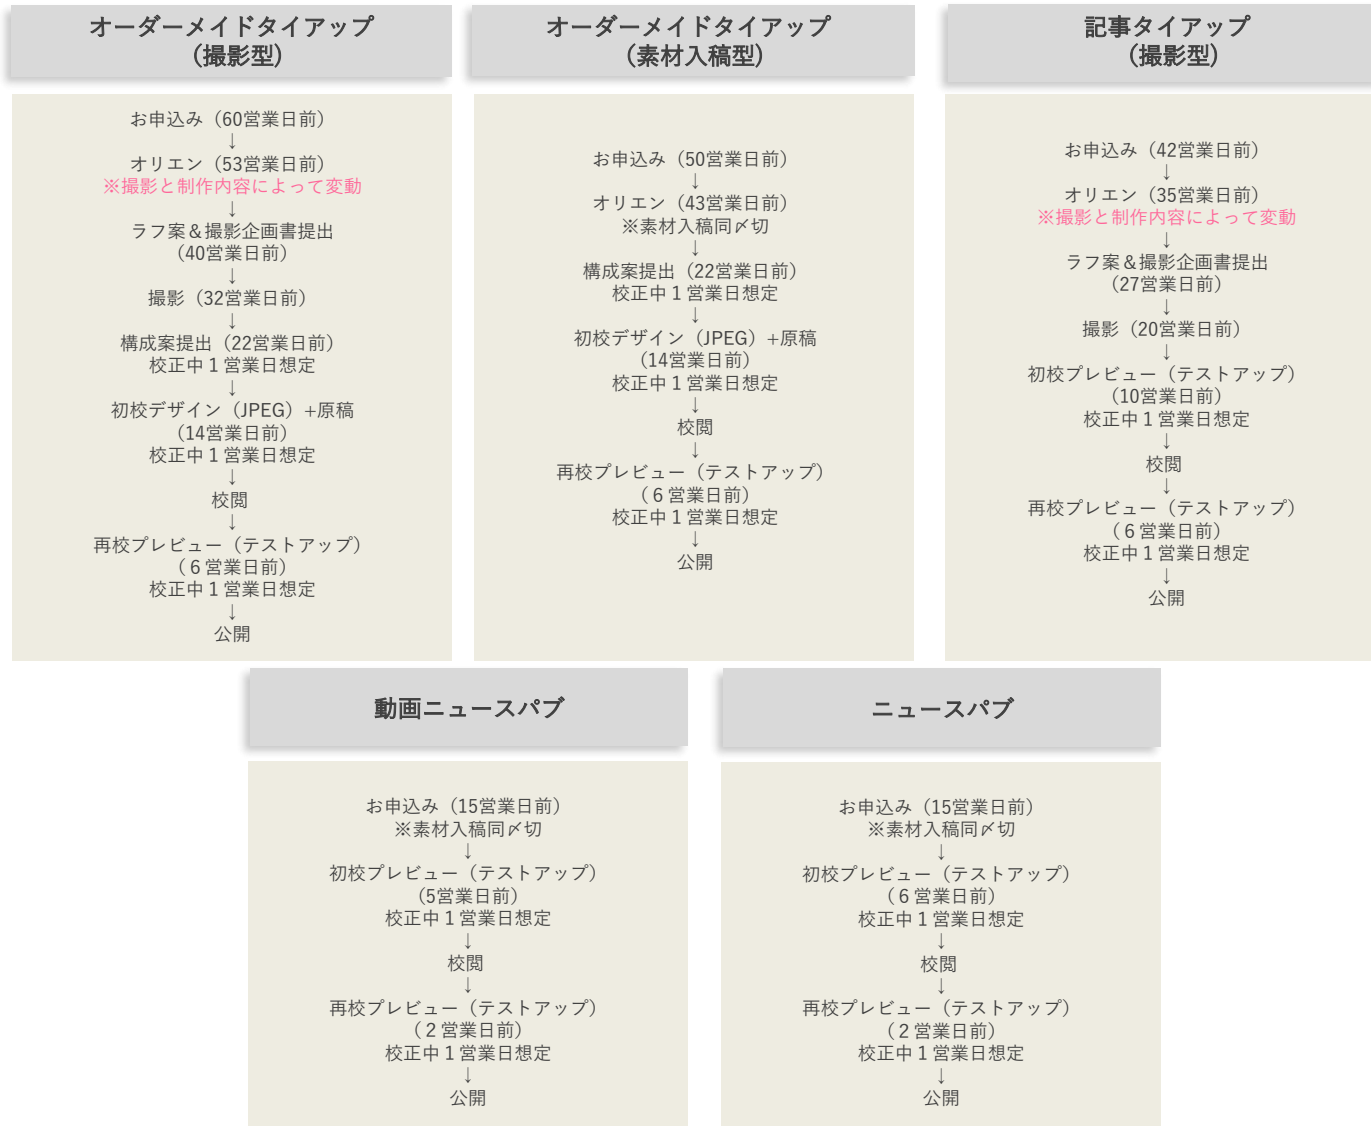 オーダーメイドタイアップ
(撮影型)
お申込み（60営業日前）
↓
オリエン（53営業日前）
※撮影と制作内容によって変動
↓
ラフ案＆撮影企画書提出
（40営業日前）
↓
撮影（32営業日前）
↓
構成案提出（22営業日前）
校正中１営業日想定
↓
初校デザイン（JPEG）+原稿
（14営業日前）
校正中１営業日想定
↓
校閲
↓
再校プレビュー（テストアップ）
（６営業日前）
校正中１営業日想定
↓
公開
オーダーメイドタイアップ
(素材入稿型)
お申込み（50営業日前）
↓
オリエン（43営業日前）
※素材入稿同〆切
↓
構成案提出（22営業日前）
校正中１営業日想定
↓
初校デザイン（JPEG）+原稿
（14営業日前）
校正中１営業日想定
↓
校閲
↓
再校プレビュー（テストアップ）
（６営業日前）
校正中１営業日想定
↓
公開
記事タイアップ
(撮影型)
お申込み（42営業日前）
↓
オリエン（35営業日前）
※撮影と制作内容によって変動
↓
ラフ案＆撮影企画書提出
（27営業日前）
↓
撮影（20営業日前）
↓
初校プレビュー（テストアップ）
（10営業日前）
校正中１営業日想定
↓
校閲
↓
再校プレビュー（テストアップ）
（６営業日前）
校正中１営業日想定
↓
公開
動画ニュースパブ
お申込み（15営業日前）
※素材入稿同〆切
↓
初校プレビュー（テストアップ）
（5営業日前）
校正中１営業日想定
↓
校閲
↓
再校プレビュー（テストアップ）
（２営業日前）
校正中１営業日想定
↓
公開
ニュースパブ
お申込み（15営業日前）
※素材入稿同〆切
↓
初校プレビュー（テストアップ）
（６営業日前）
校正中１営業日想定
↓
校閲
↓
再校プレビュー（テストアップ）
（２営業日前）
校正中１営業日想定
↓
公開